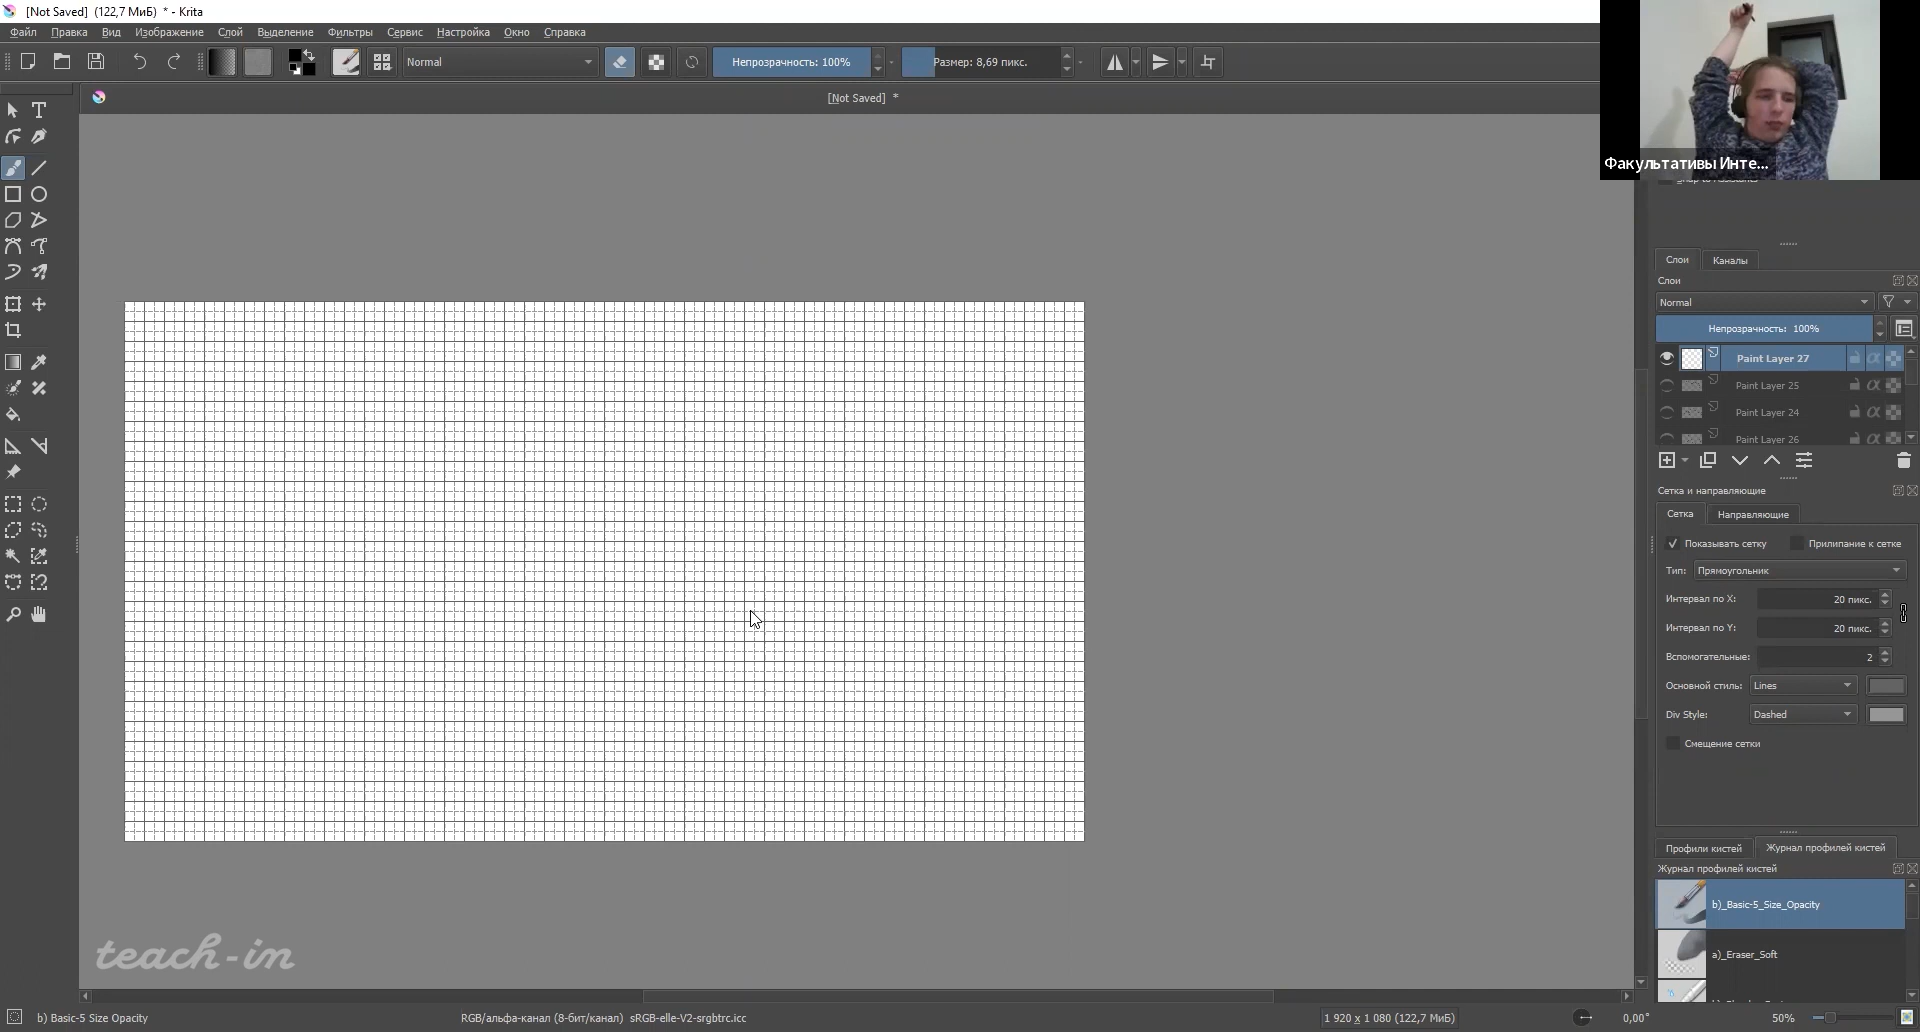 [Not Saved] (122,7 МиБ) * - Krita
Файл Правка Вид Изображение Слой Выделение Фильтры Сервис Настройка Окно Справка
Normal Непрозрачность: 100% Размер: 8,69 пикс.
[Not Saved] *
Факультативы Инте...
Слои Каналы
Слои
Normal
Непрозрачность: 100%
Paint Layer 27
Paint Layer 25
Paint Layer 24
Paint Layer 26
Сетка и направляющие
Сетка Направляющие
Показывать сетку Прилипание к сетке
Тип: Прямоугольник
Интервал по X: 20 пикс.
Интервал по Y: 20 пикс.
Вспомогательные: 2
Основной стиль: Lines
Div Style: Dashed
Смещение сетки
Профили кистей Журнал профилей кистей
Журнал профилей кистей
b)_Basic-5_Size_Opacity
a)_Eraser_Soft
teach-in
b) Basic-5 Size Opacity RGB/альфа-канал (8-бит/канал) sRGB-elle-V2-srgbtrc.icc 1 920 x 1 080 (122,7 МиБ) 0,00° 50%